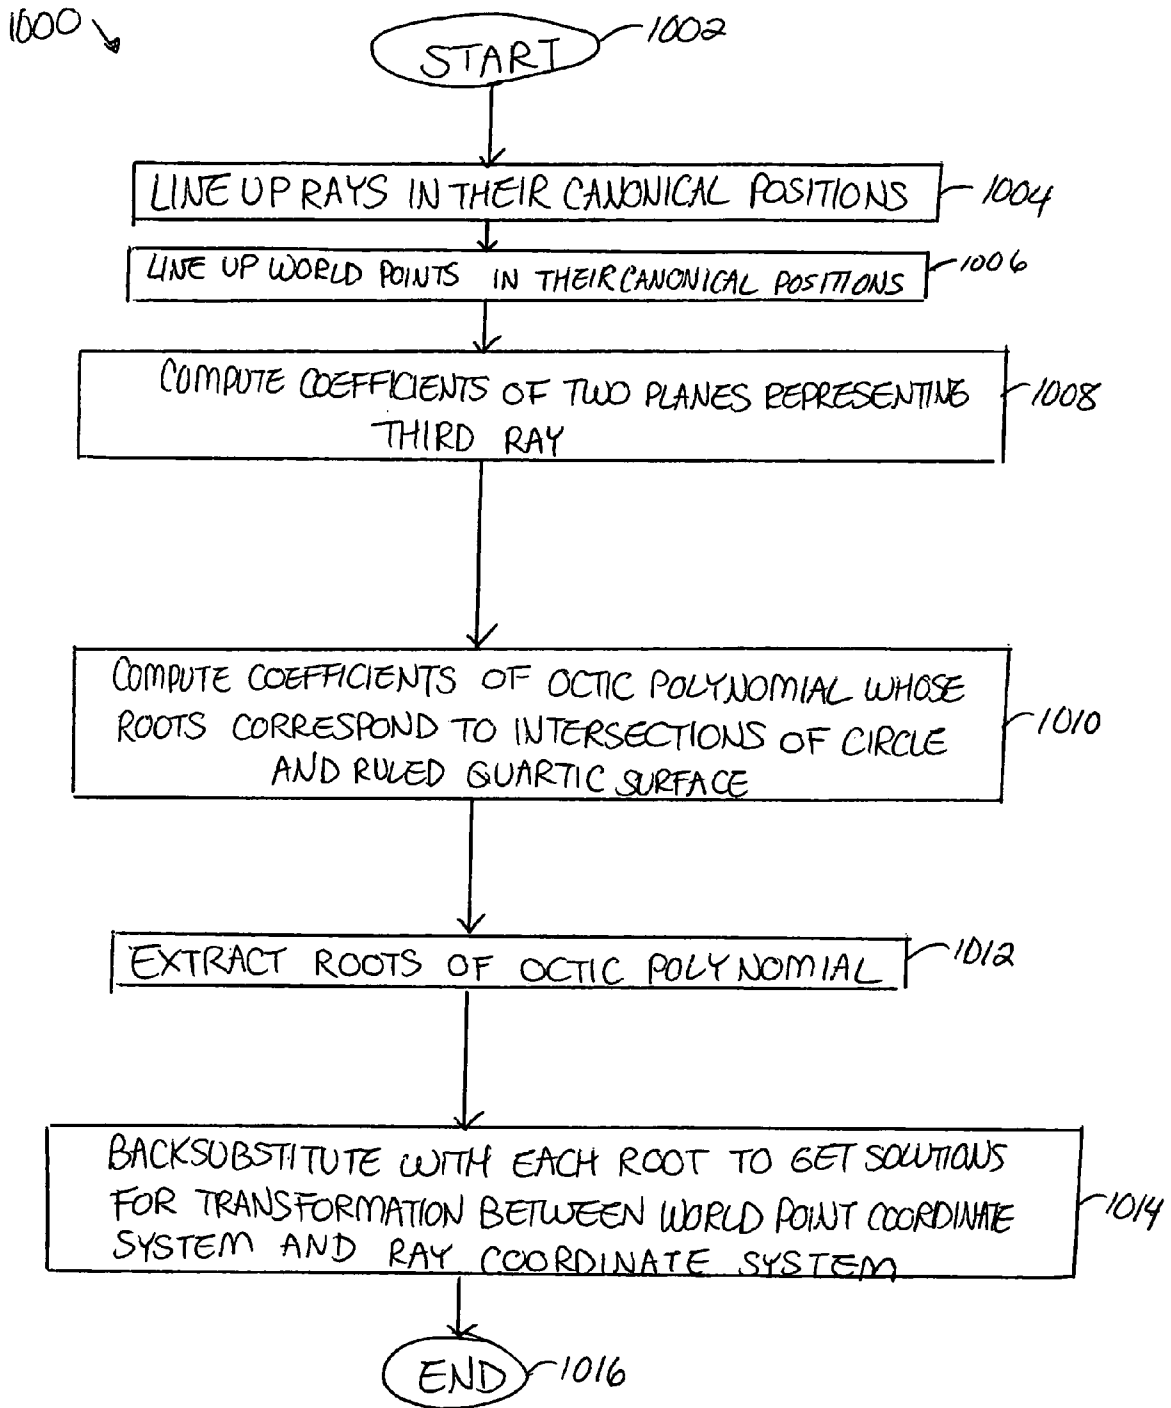 1000
START
1002
LINE UP RAYS IN THEIR CANONICAL POSITIONS
1004
LINE UP WORLD POINTS IN THEIR CANONICAL POSITIONS
1006
COMPUTE COEFFICIENTS OF TWO PLANES REPRESENTING
THIRD RAY
1008
COMPUTE COEFFICIENTS OF OCTIC POLYNOMIAL WHOSE
ROOTS CORRESPOND TO INTERSECTIONS OF CIRCLE
AND RULED QUARTIC SURFACE
1010
EXTRACT ROOTS OF OCTIC POLYNOMIAL
1012
BACKSUBSTITUTE WITH EACH ROOT TO GET SOLUTIONS
FOR TRANSFORMATION BETWEEN WORLD POINT COORDINATE
SYSTEM AND RAY COORDINATE SYSTEM
1014
END
1016